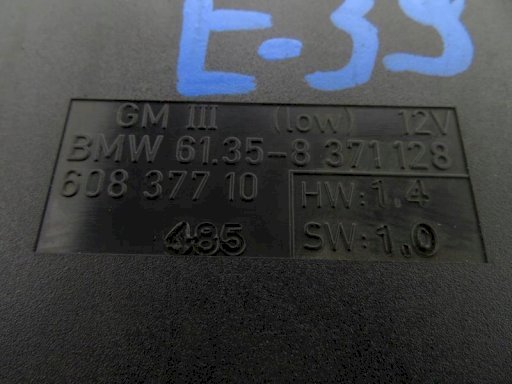 E-39
GM III (low) 12V
BMW 61.35-8 371 128
608 377 10
HW: 1.4
485
SW: 1.0